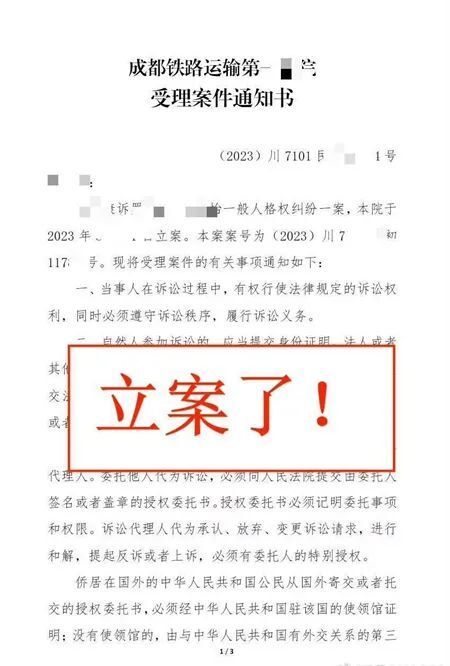 成都铁路运输第一
受理案件通知书
（2023）川 7101 民 1 号
：
诉 一般人格权纠纷一案，本院于
2023 年 立案。本案案号为（2023）川 7 初
117 号。现将受理案件的有关事项通知如下：
一、当事人在诉讼过程中，有权行使法律规定的诉讼权
利，同时必须遵守诉讼秩序，履行诉讼义务。
二、自然人参加诉讼的，应当提交身份证明。法人或者
其他
交法
或者
立案了！
代理人。委托他人代为诉讼，必须向人民法院提交由委托人
签名或者盖章的授权委托书。授权委托书必须记明委托事项
和权限。诉讼代理人代为承认、放弃、变更诉讼请求，进行
和解，提起反诉或者上诉，必须有委托人的特别授权。
侨居在国外的中华人民共和国公民从国外寄交或者托
交的授权委托书，必须经中华人民共和国驻该国的使领馆证
明；没有使领馆的，由与中华人民共和国有外交关系的第三
1 / 3